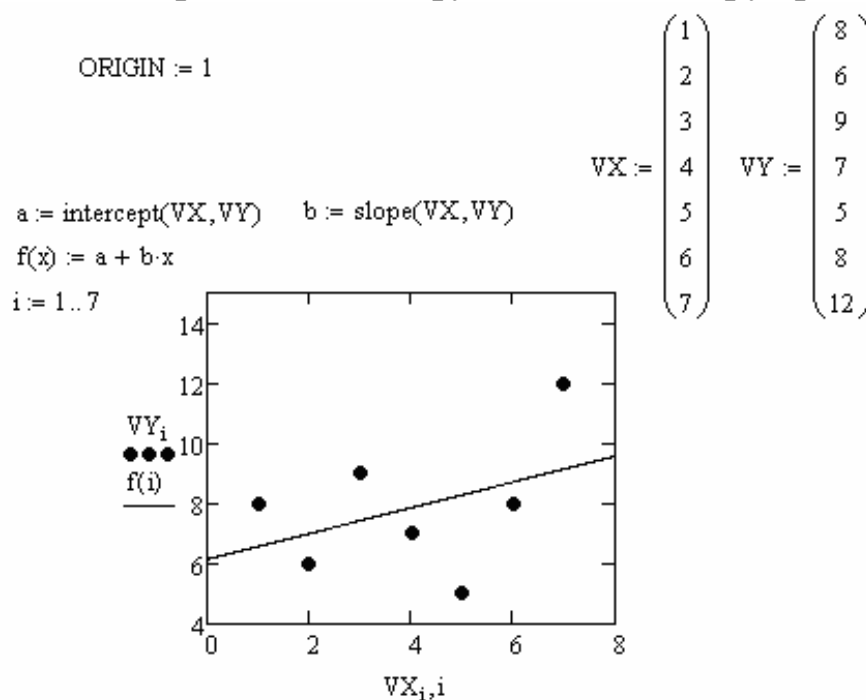 ORIGIN := 1
VX := (1 2 3 4 5 6 7)
VY := (8 6 9 7 5 8 12)
a := intercept(VX,VY) b := slope(VX,VY)
f(x) := a + b·x
i := 1..7
14
12
10
8
6
4
VY_i
f(i)
0 2 4 6 8
VX_i,i